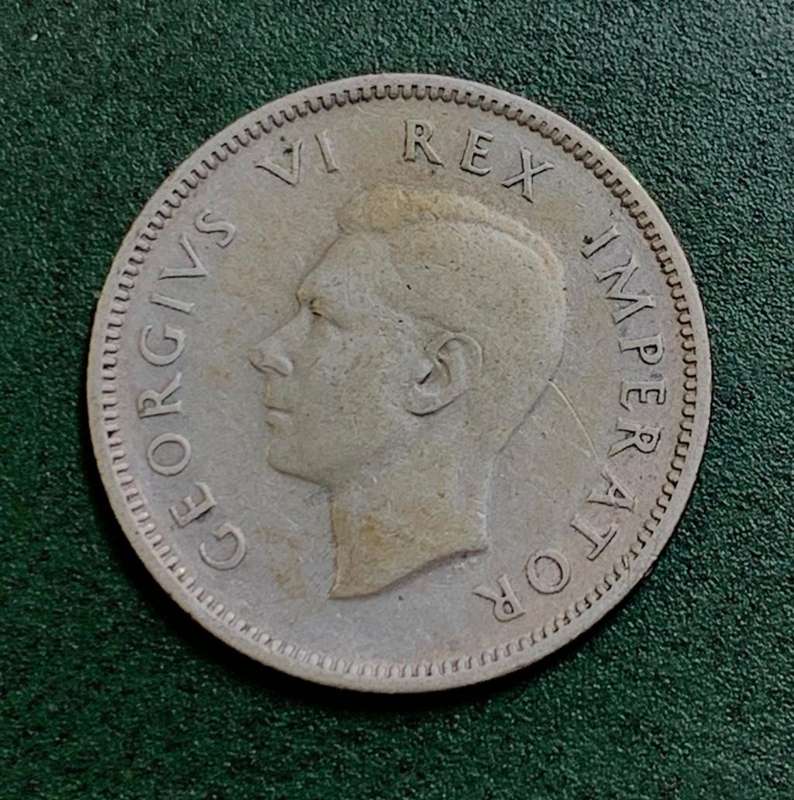 GEORGIVS VI REX IMPERATOR